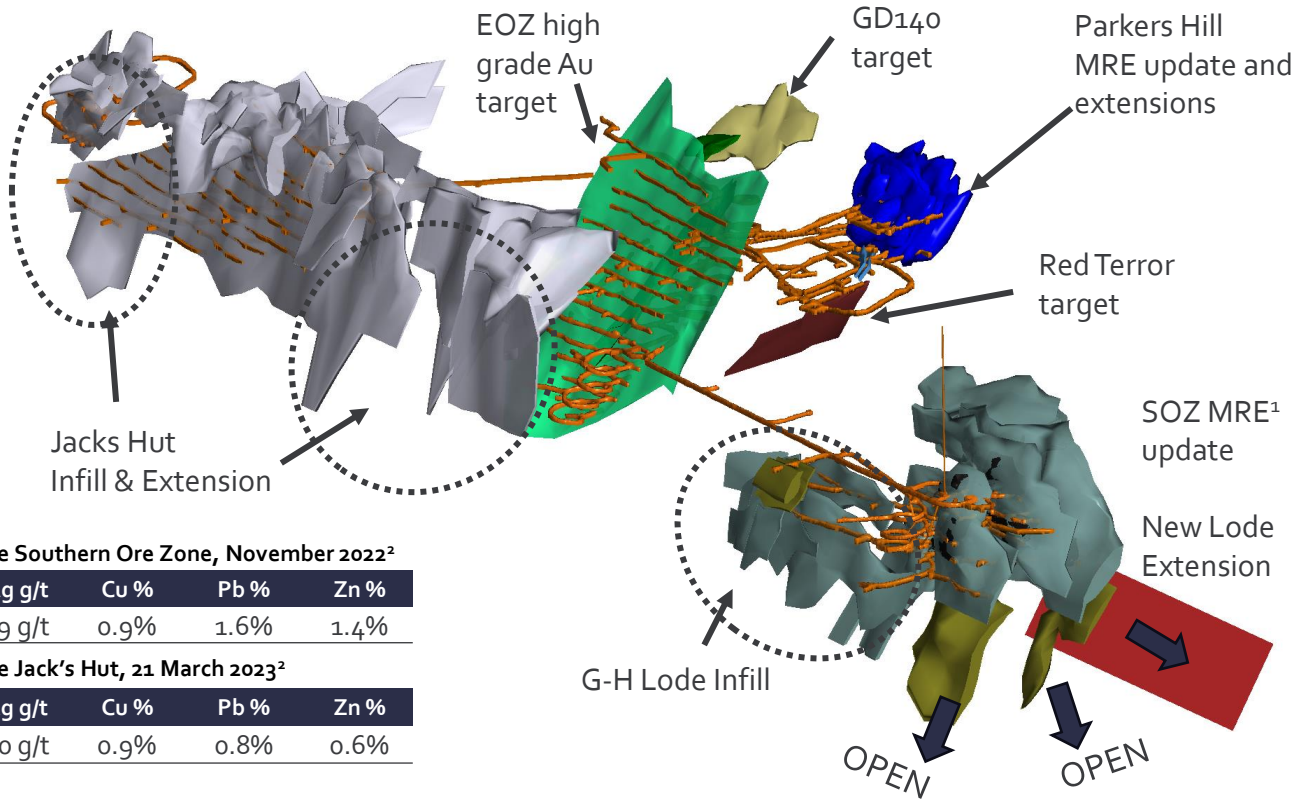 EOZ high
grade Au
target
GD140
target
Parkers Hill
MRE update and
extensions
Red Terror
target
Jacks Hut
Infill & Extension
SOZ MRE¹
update
New Lode
Extension
G-H Lode Infill
OPEN
OPEN
Southern Ore Zone, November 2022²
g/t Cu % Pb % Zn %
g/t 0.9% 1.6% 1.4%
Jack's Hut, 21 March 2023²
g/t Cu % Pb % Zn %
g/t 0.9% 0.8% 0.6%